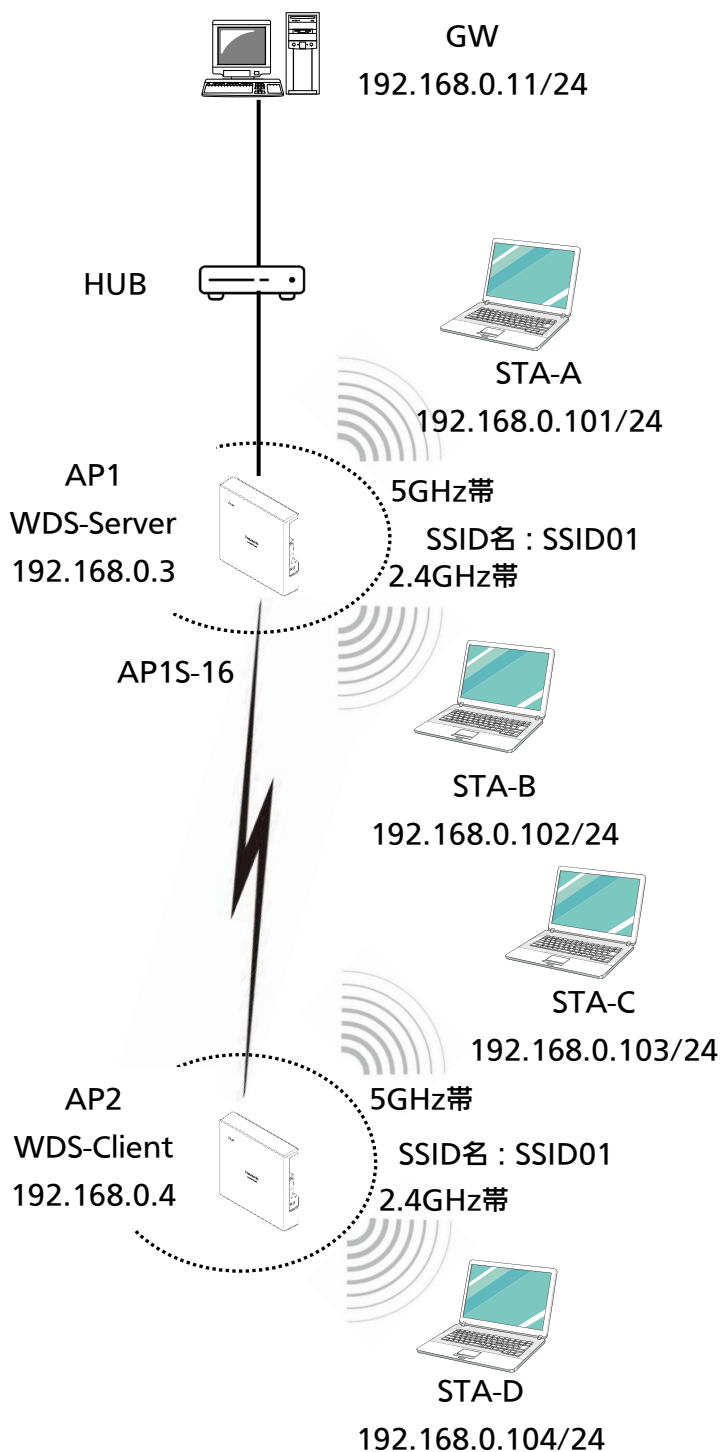 GW
192.168.0.11/24
HUB
STA-A
192.168.0.101/24
AP1
WDS-Server
192.168.0.3
5GHz帯
SSID名 : SSID01
2.4GHz帯
AP1S-16
STA-B
192.168.0.102/24
STA-C
192.168.0.103/24
AP2
WDS-Client
192.168.0.4
5GHz帯
SSID名 : SSID01
2.4GHz帯
STA-D
192.168.0.104/24